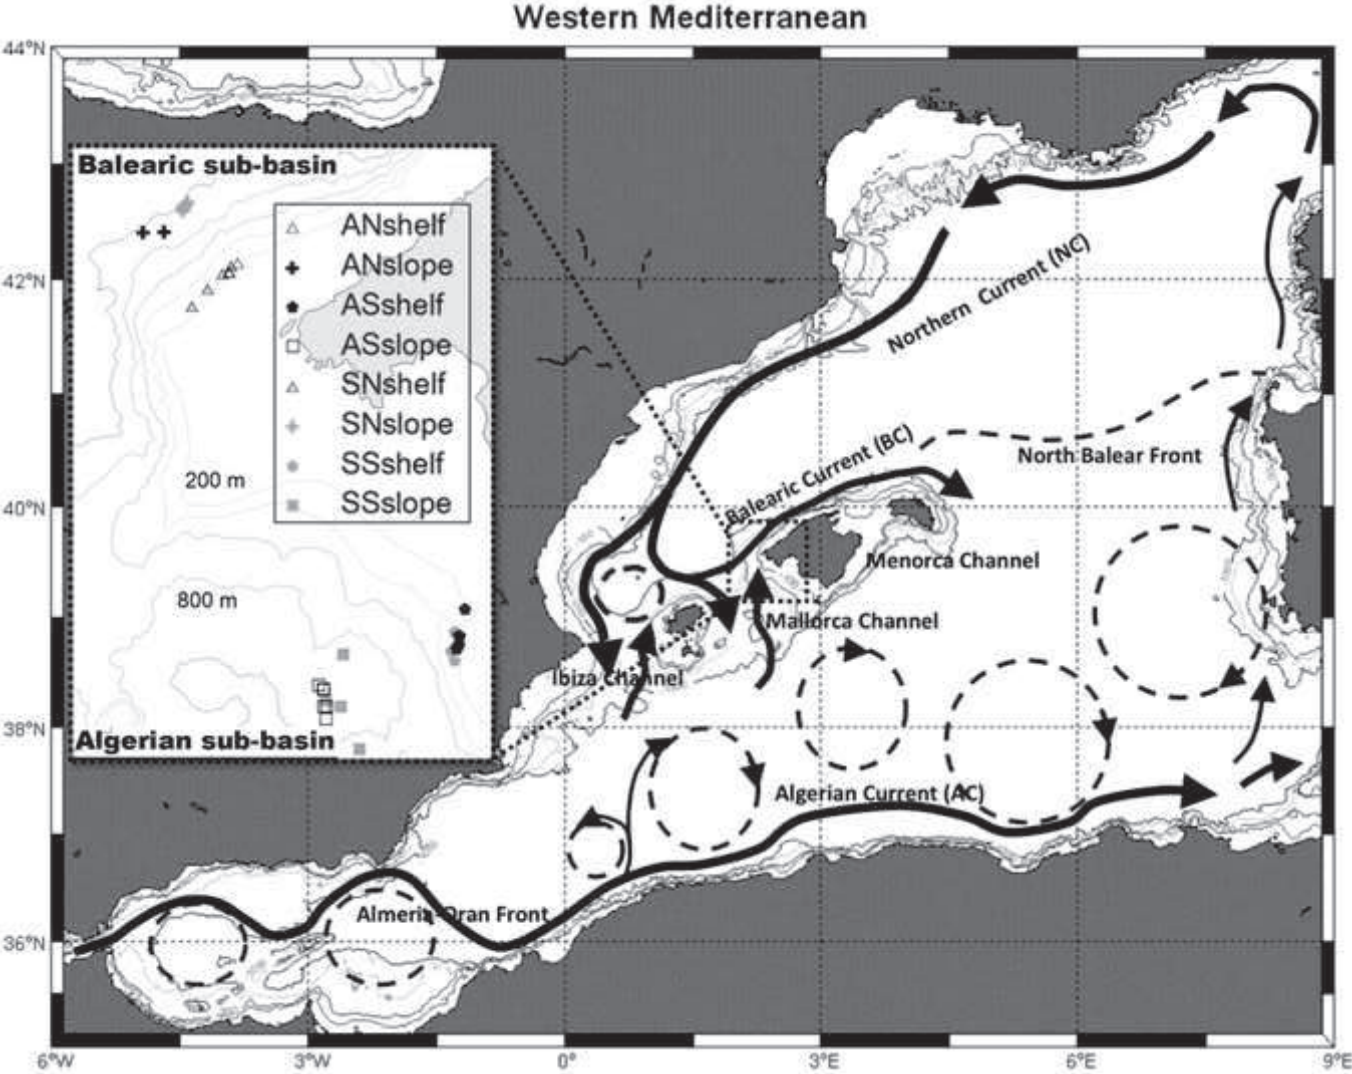 Western Mediterranean
44°N
42°N
40°N
38°N
36°N
6°W
3°W
0°
3°E
6°E
9°E
Balearic sub-basin
ANshelf
ANslope
ASshelf
ASslope
SNshelf
SNslope
SSshelf
SSslope
200 m
800 m
Algerian sub-basin
Northern Current (NC)
Balearic Current (BC)
North Balear Front
Menorca Channel
Mallorca Channel
Ibiza Channel
Algerian Current (AC)
Almeria-Oran Front